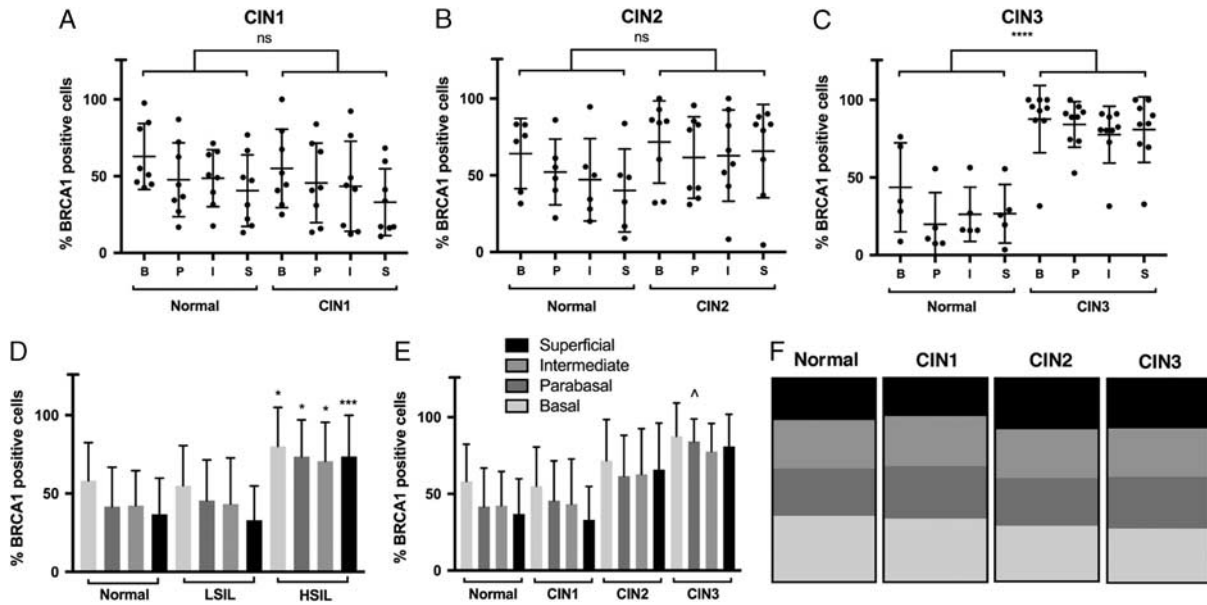 A
CIN1
ns
% BRCA1 positive cells
100
50
0
B P I S B P I S
Normal CIN1
B
CIN2
ns
% BRCA1 positive cells
100
50
0
B P I S B P I S
Normal CIN2
C
CIN3
****
% BRCA1 positive cells
100
50
0
B P I S B P I S
Normal CIN3
D
% BRCA1 positive cells
100
50
0
* * * ***
Normal LSIL HSIL
E
Superficial
Intermediate
Parabasal
Basal
% BRCA1 positive cells
100
50
0
^
Normal CIN1 CIN2 CIN3
F
Normal CIN1 CIN2 CIN3